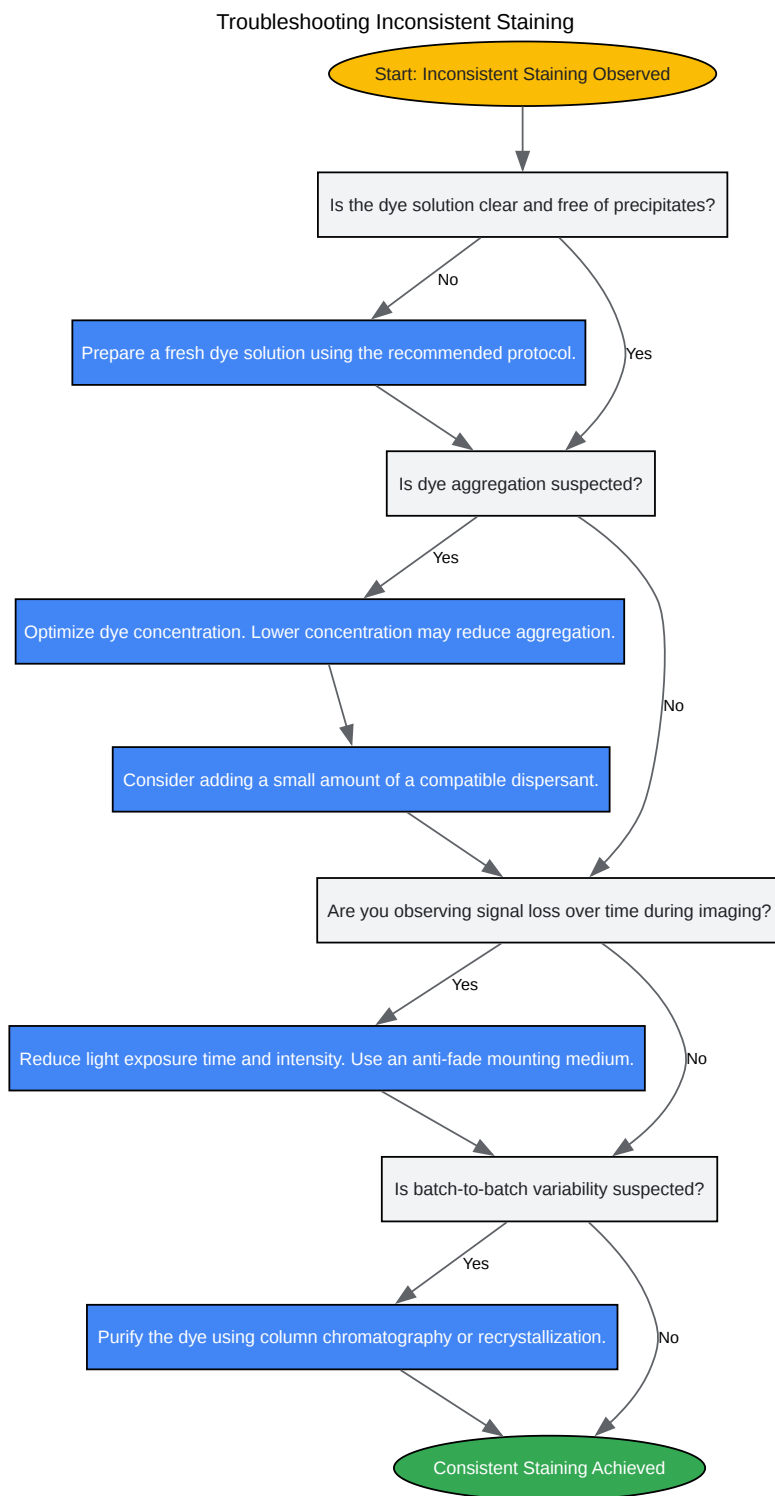 Troubleshooting Inconsistent Staining
Start: Inconsistent Staining Observed
Is the dye solution clear and free of precipitates?
No
Prepare a fresh dye solution using the recommended protocol.
Yes
Is dye aggregation suspected?
Yes
Optimize dye concentration. Lower concentration may reduce aggregation.
No
Consider adding a small amount of a compatible dispersant.
Are you observing signal loss over time during imaging?
Yes
Reduce light exposure time and intensity. Use an anti-fade mounting medium.
No
Is batch-to-batch variability suspected?
Yes
Purify the dye using column chromatography or recrystallization.
No
Consistent Staining Achieved